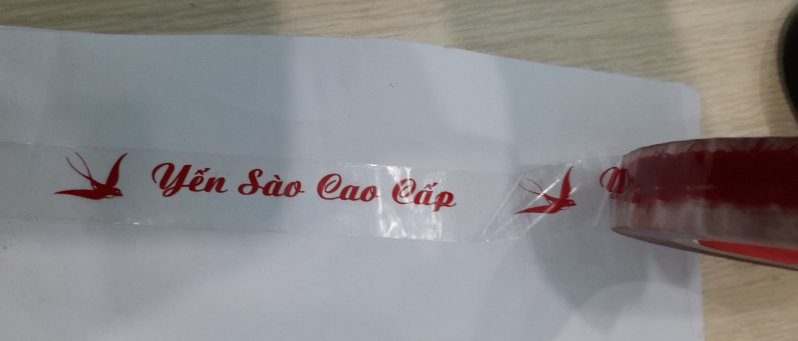 Yến Sào Cao Cấp